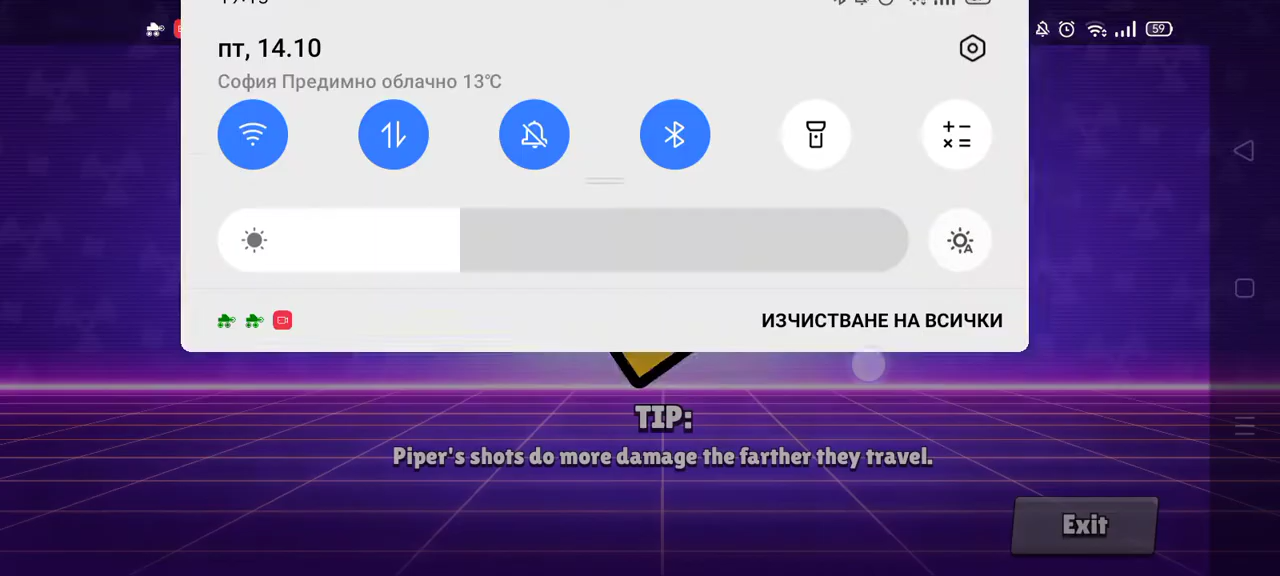 59
пт, 14.10
София Предимно облачно 13°C
ИЗЧИСТВАНЕ НА ВСИЧКИ
TIP:
Piper's shots do more damage the farther they travel.
Exit